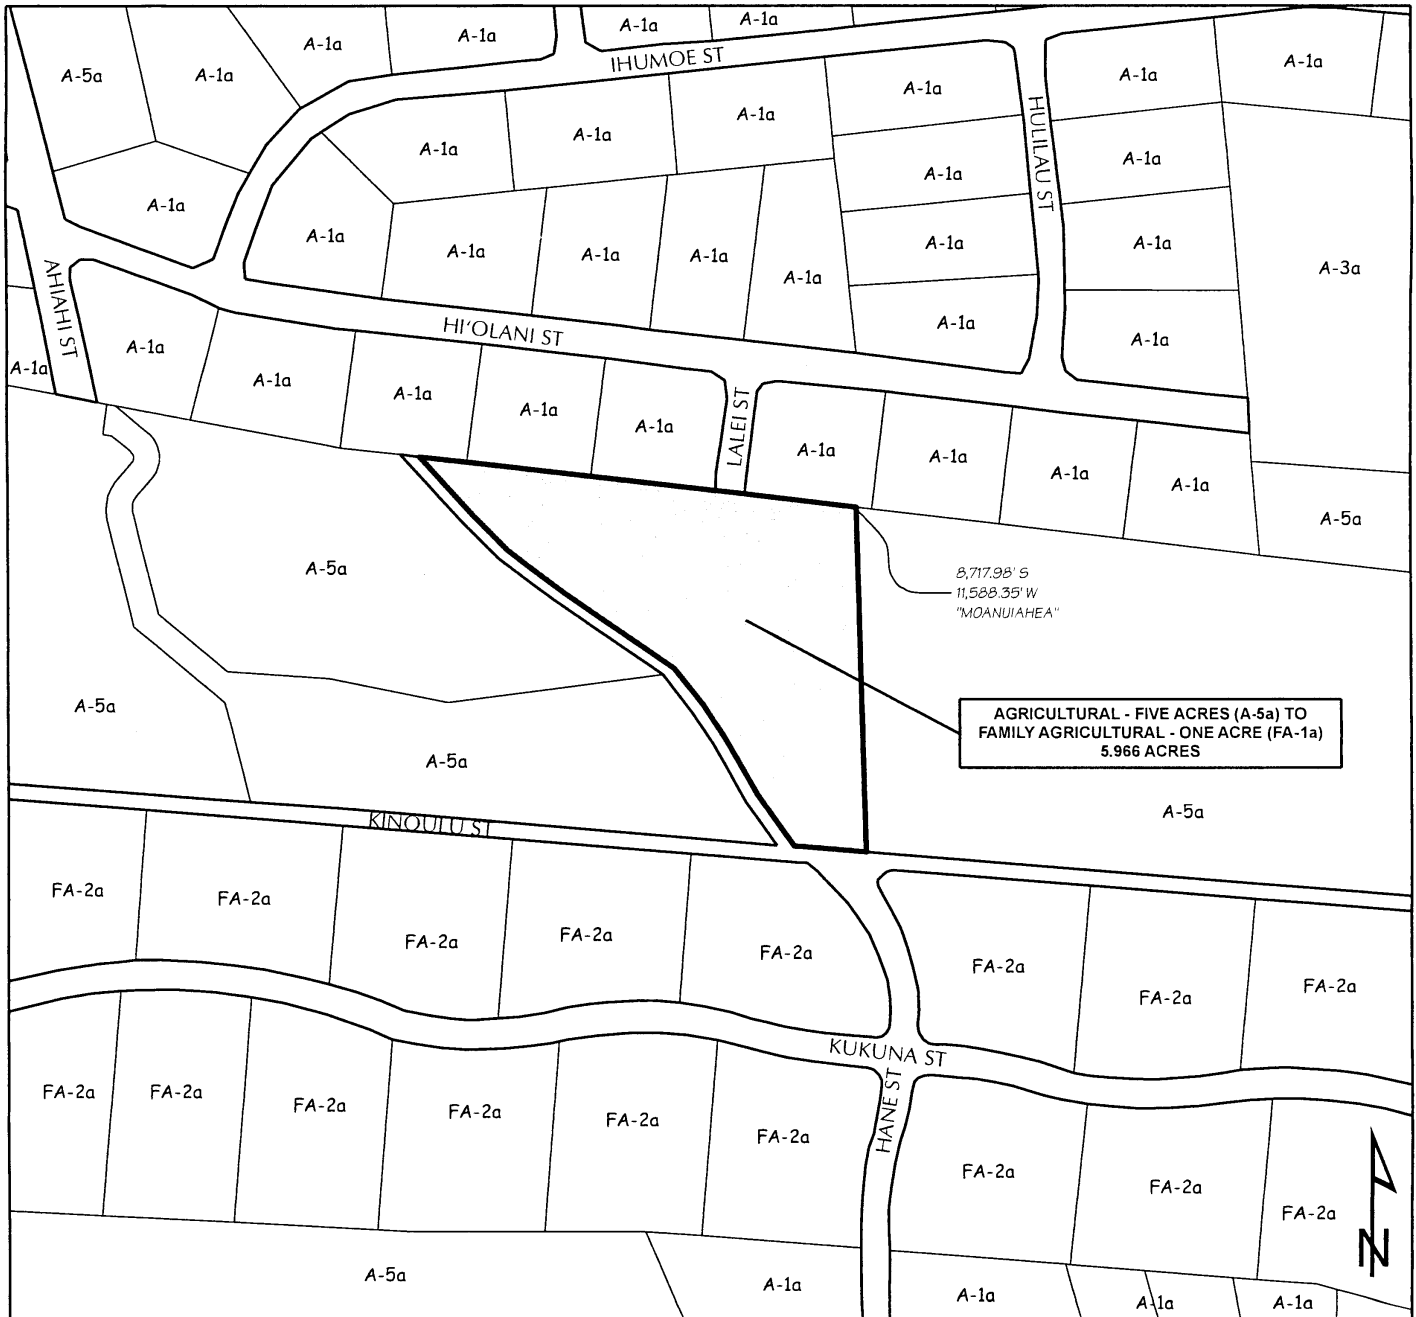 A-1a
A-1a
A-1a
A-1a
IHUMOE ST
A-5a
A-1a
A-1a
A-1a
A-1a
A-1a
A-1a
A-1a
A-1a
HULILAU ST
A-1a
A-1a
A-1a
A-1a
A-1a
A-1a
A-1a
A-1a
A-1a
A-1a
A-1a
A-3a
AHIAHI ST
HI'OLANI ST
A-1a
A-1a
A-1a
A-1a
A-1a
A-1a
A-1a
A-1a
LALEI ST
A-1a
A-1a
A-1a
A-1a
A-5a
A-5a
8,717.98' S
11,588.35' W
"MOANUIAHEA"
A-5a
AGRICULTURAL - FIVE ACRES (A-5a) TO
FAMILY AGRICULTURAL - ONE ACRE (FA-1a)
5.966 ACRES
A-5a
A-5a
KINOULU ST
FA-2a
FA-2a
FA-2a
FA-2a
FA-2a
FA-2a
FA-2a
FA-2a
KUKUNA ST
HANE ST
FA-2a
FA-2a
FA-2a
FA-2a
FA-2a
FA-2a
FA-2a
FA-2a
FA-2a
A-5a
A-1a
A-1a
A-1a
A-1a
N